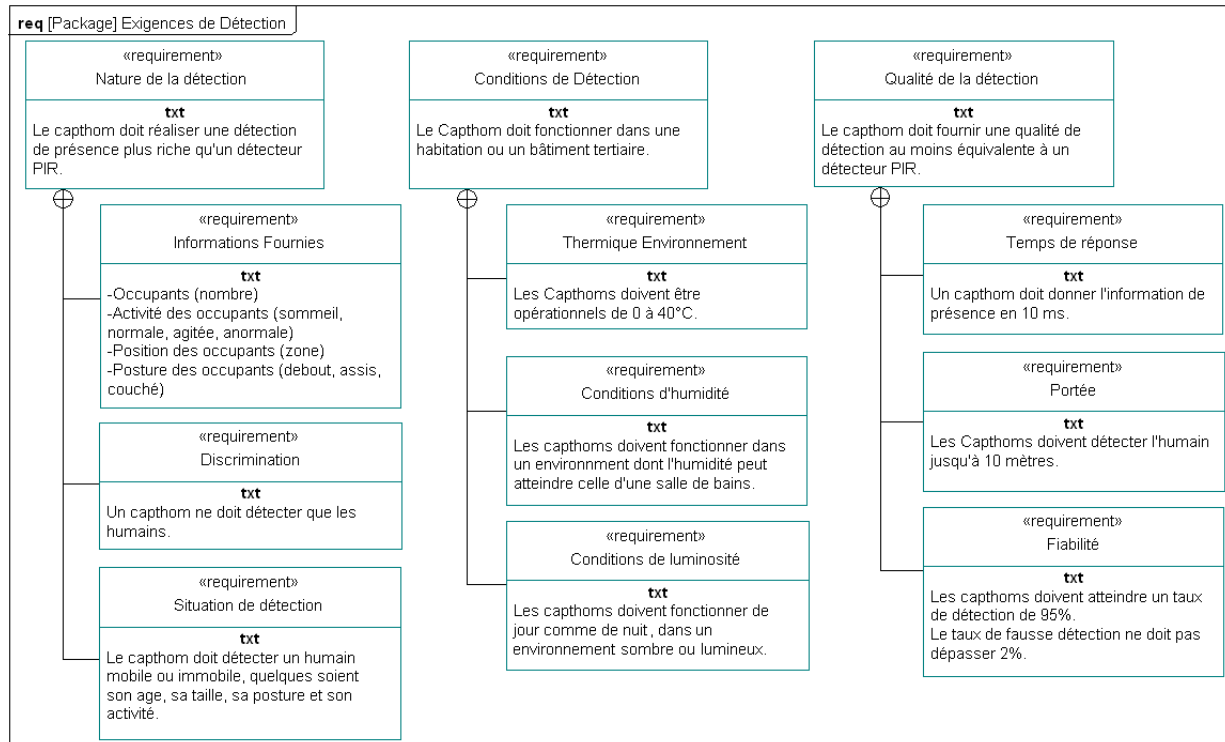 req [Package] Exigences de Détection
«requirement»
Nature de la détection
txt
Le capthom doit réaliser une détection
de présence plus riche qu'un détecteur
PIR.
«requirement»
Informations Fournies
txt
-Occupants (nombre)
-Activité des occupants (sommeil,
normale, agitée, anormale)
-Position des occupants (zone)
-Posture des occupants (debout, assis,
couché)
«requirement»
Discrimination
txt
Un capthom ne doit détecter que les
humains.
«requirement»
Situation de détection
txt
Le capthom doit détecter un humain
mobile ou immobile, quelques soient
son age, sa taille, sa posture et son
activité.
«requirement»
Conditions de Détection
txt
Le Capthom doit fonctionner dans une
habitation ou un bâtiment tertiaire.
«requirement»
Thermique Environnement
txt
Les Capthoms doivent être
opérationnels de 0 à 40°C.
«requirement»
Conditions d'humidité
txt
Les capthoms doivent fonctionner dans
un environnment dont l'humidité peut
atteindre celle d'une salle de bains.
«requirement»
Conditions de luminosité
txt
Les capthoms doivent fonctionner de
jour comme de nuit, dans un
environnement sombre ou lumineux.
«requirement»
Qualité de la détection
txt
Le capthom doit fournir une qualité de
détection au moins équivalente à un
détecteur PIR.
«requirement»
Temps de réponse
txt
Un capthom doit donner l'information de
présence en 10 ms.
«requirement»
Portée
txt
Les Capthoms doivent détecter l'humain
jusqu'à 10 mètres.
«requirement»
Fiabilité
txt
Les capthoms doivent atteindre un taux
de détection de 95%.
Le taux de fausse détection ne doit pas
dépasser 2%.